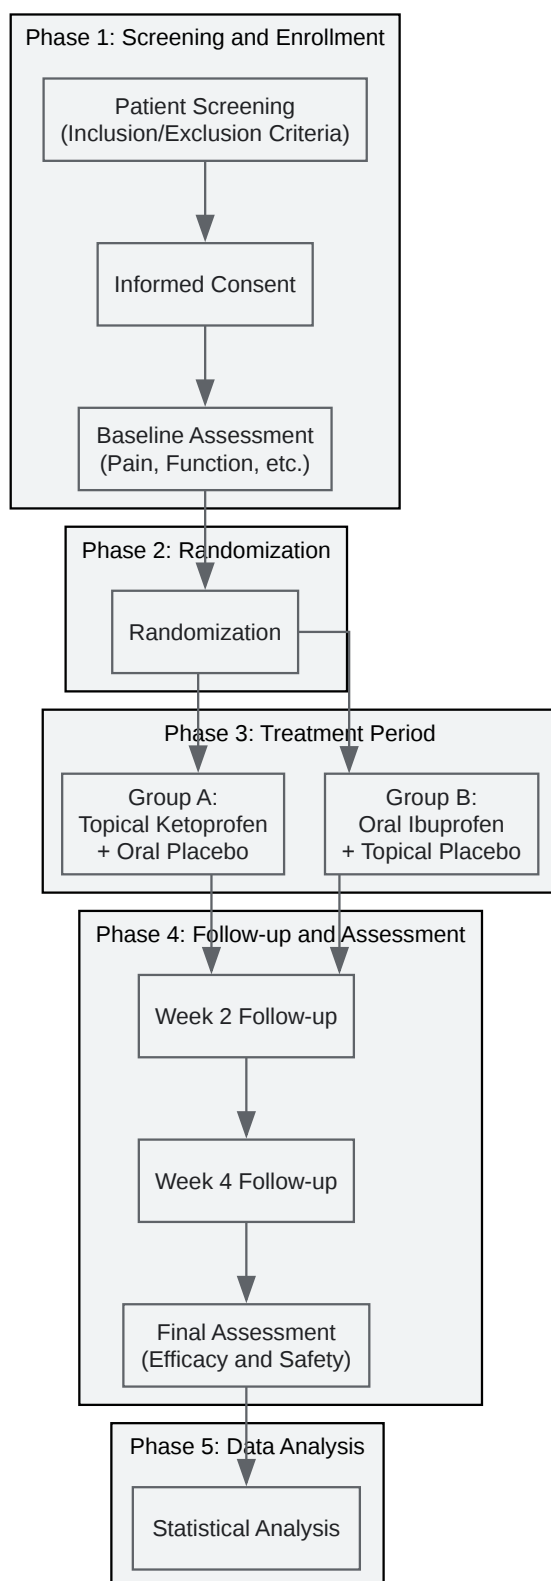 Phase 1: Screening and Enrollment
Patient Screening
(Inclusion/Exclusion Criteria)
Informed Consent
Baseline Assessment
(Pain, Function, etc.)
Phase 2: Randomization
Randomization
Phase 3: Treatment Period
Group A:
Topical Ketoprofen
+ Oral Placebo
Group B:
Oral Ibuprofen
+ Topical Placebo
Phase 4: Follow-up and Assessment
Week 2 Follow-up
Week 4 Follow-up
Final Assessment
(Efficacy and Safety)
Phase 5: Data Analysis
Statistical Analysis